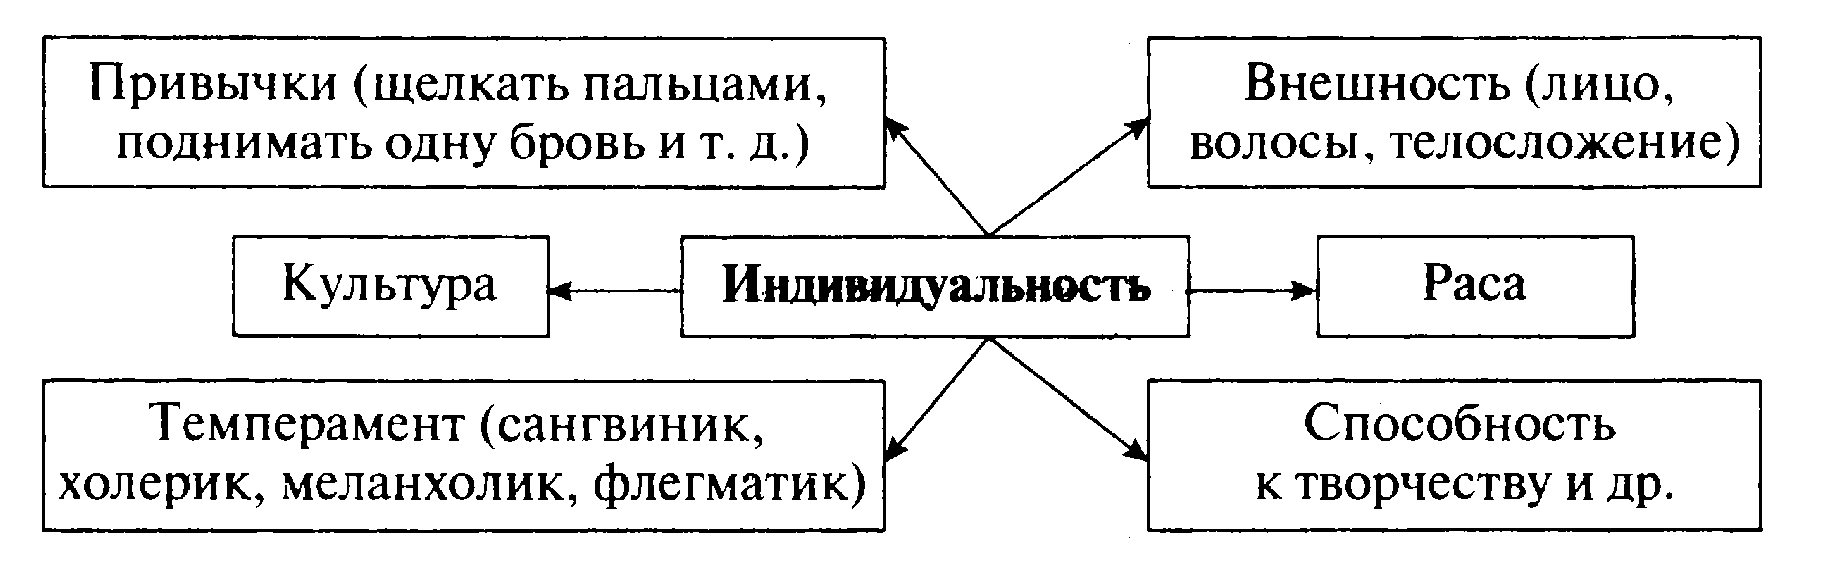 Привычки (щелкать пальцами,
поднимать одну бровь и т. д.)
Внешность (лицо,
волосы, телосложение)
Культура
Индивидуальность
Раса
Темперамент (сангвиник,
холерик, меланхолик, флегматик)
Способность
к творчеству и др.